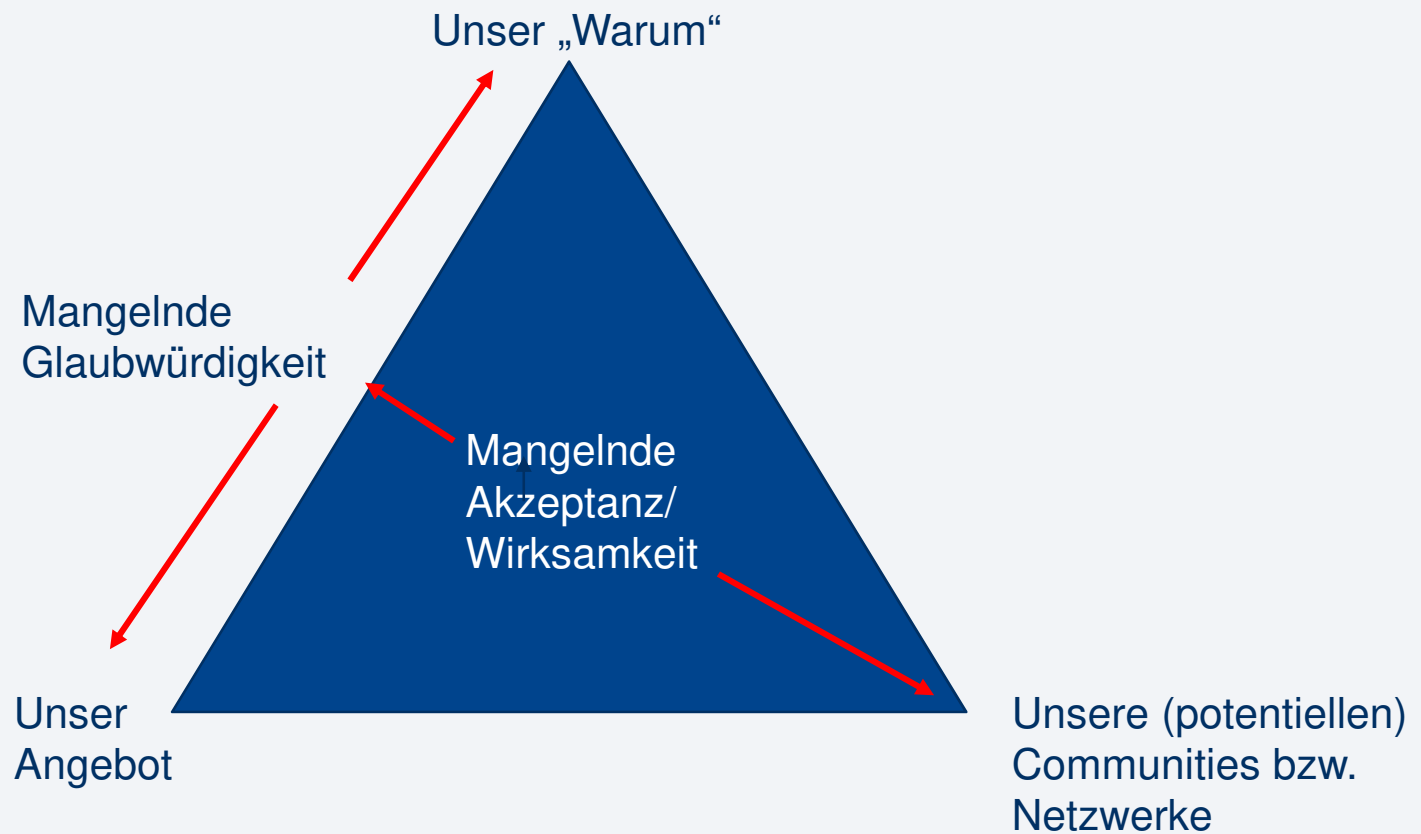 Unser „Warum“
Mangelnde
Glaubwürdigkeit
Mangelnde
Akzeptanz/
Wirksamkeit
Unser
Angebot
Unsere (potentiellen)
Communities bzw.
Netzwerke